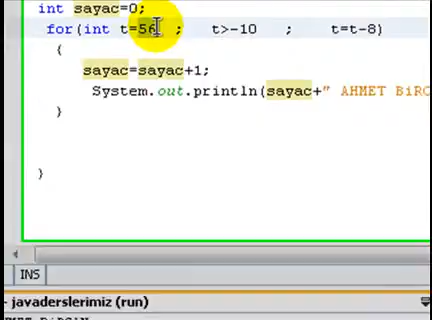 int sayac=0;
for(int t=56 ; t>-10 ; t=t-8)
{
sayac=sayac+1;
System.out.println(sayac+" AHMET BiRC
}
}
INS
javaderslerimiz (run)